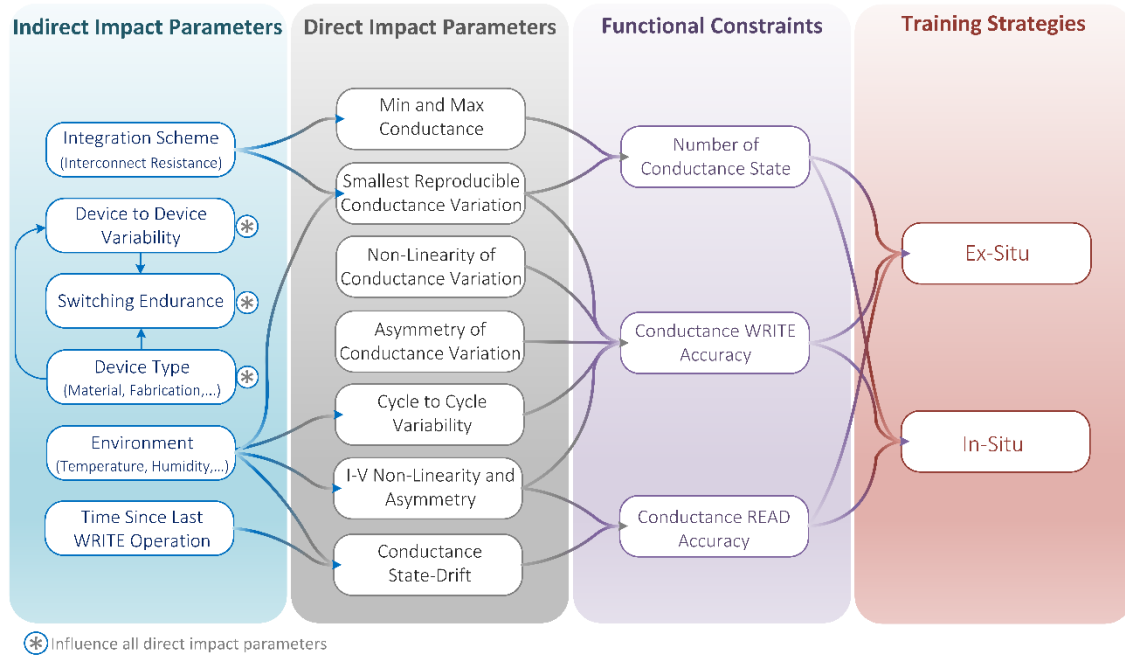 Indirect Impact Parameters
Direct Impact Parameters
Functional Constraints
Training Strategies
Integration Scheme
(Interconnect Resistance)
Device to Device
Variability
*
Switching Endurance
*
Device Type
(Material, Fabrication,...)
*
Environment
(Temperature, Humidity,...)
Time Since Last
WRITE Operation
Min and Max
Conductance
Smallest Reproducible
Conductance Variation
Non-Linearity of
Conductance Variation
Asymmetry of
Conductance Variation
Cycle to Cycle
Variability
I-V Non-Linearity and
Asymmetry
Conductance
State-Drift
Number of
Conductance State
Conductance WRITE
Accuracy
Conductance READ
Accuracy
Ex-Situ
In-Situ
* Influence all direct impact parameters